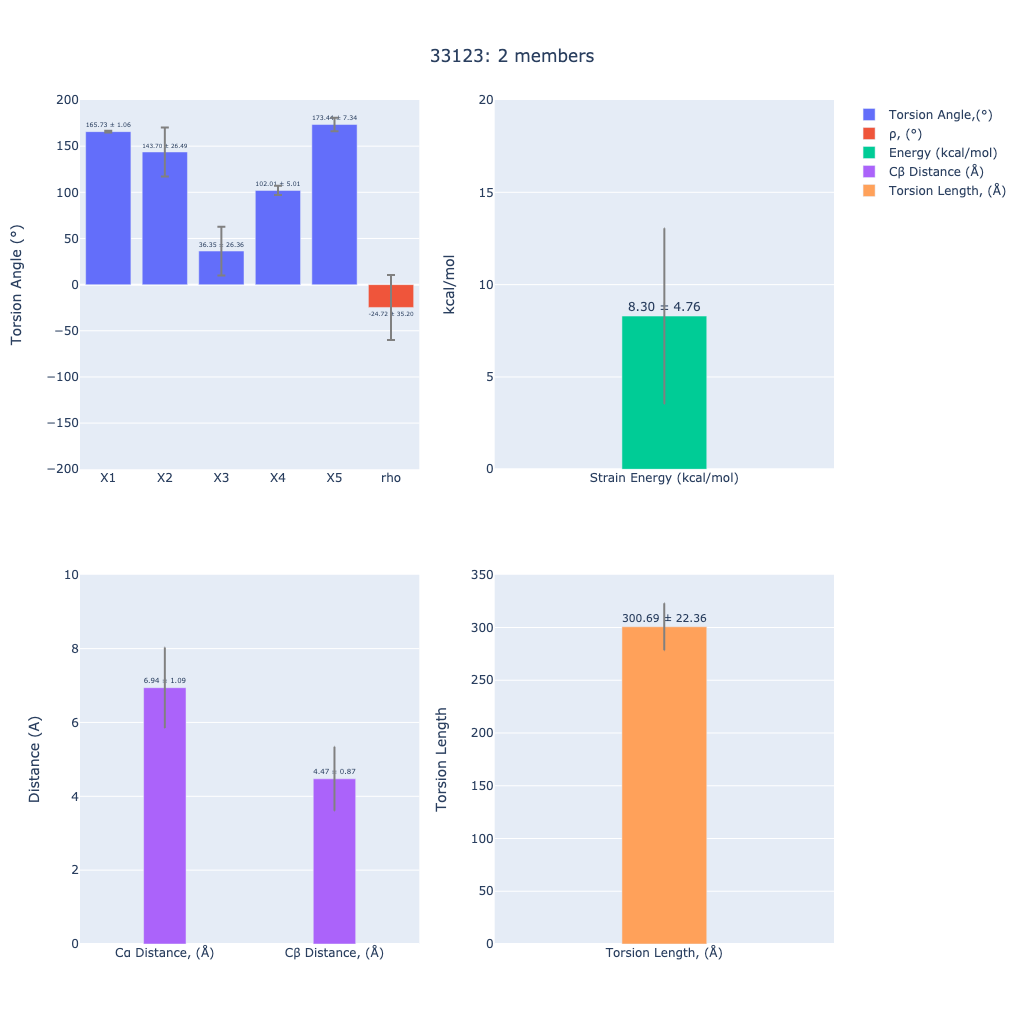 33123: 2 members
200
150
100
50
0
−50
−100
−150
−200
Torsion Angle (°)
165.73 ± 1.06
143.70 ± 26.49
36.35 ± 26.36
102.01 ± 5.01
173.44 ± 7.34
-24.72 ± 35.20
X1
X2
X3
X4
X5
rho
20
15
10
5
0
kcal/mol
8.30 ± 4.76
Strain Energy (kcal/mol)
Torsion Angle,(°)
ρ, (°)
Energy (kcal/mol)
Cβ Distance (Å)
Torsion Length, (Å)
10
8
6
4
2
0
Distance (A)
6.94 ± 1.09
4.47 ± 0.87
Cα Distance, (Å)
Cβ Distance, (Å)
350
300
250
200
150
100
50
0
Torsion Length
300.69 ± 22.36
Torsion Length, (Å)